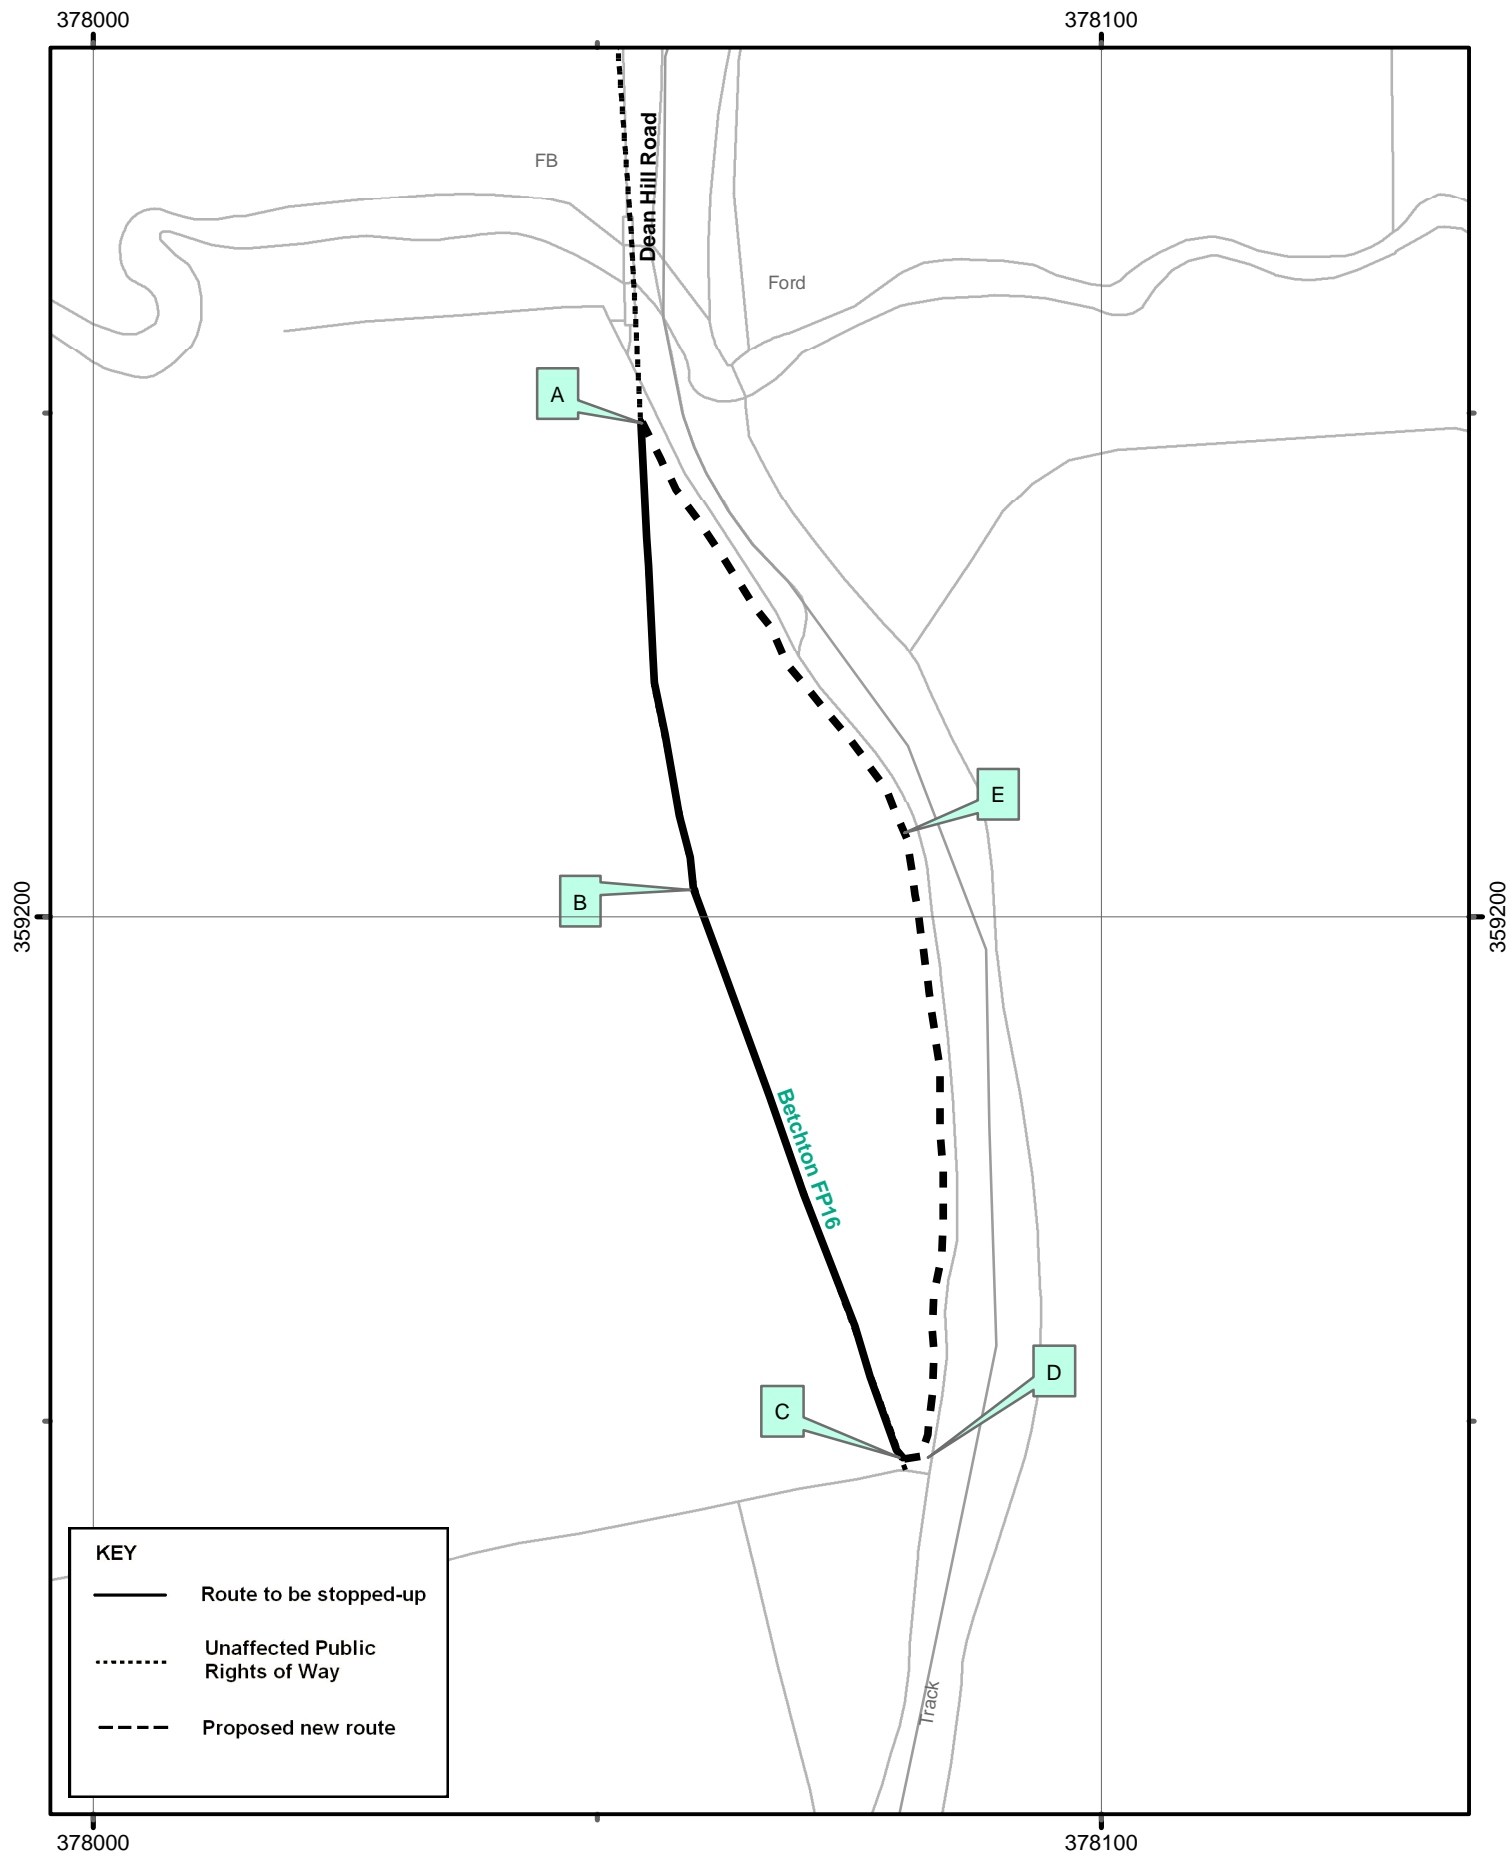 378000
378100
FB
Dean Hill Road
Ford
A
E
B
359200
359200
Betchton FP16
D
C
KEY
Route to be stopped-up
Unaffected Public
Rights of Way
Proposed new route
Track
378000
378100